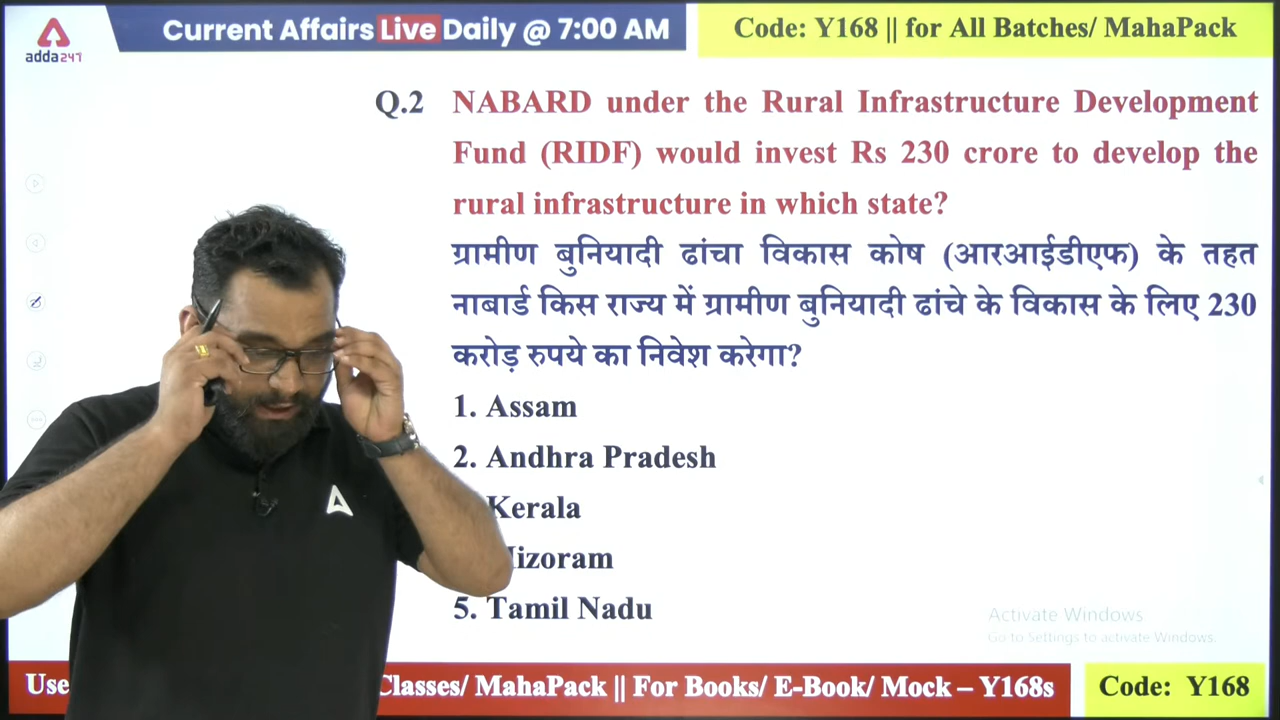 Current Affairs Live Daily @ 7:00 AM
Code: Y168 || for All Batches/ MahaPack
adda247
Q.2 NABARD under the Rural Infrastructure Development
Fund (RIDF) would invest Rs 230 crore to develop the
rural infrastructure in which state?
ग्रामीण बुनियादी ढांचा विकास कोष (आरआईडीएफ) के तहत
नाबार्ड किस राज्य में ग्रामीण बुनियादी ढांचे के विकास के लिए 230
करोड़ रुपये का निवेश करेगा?
1. Assam
2. Andhra Pradesh
Kerala
Mizoram
5. Tamil Nadu
Activate Windows
Go to Settings to activate Windows.
Use
Classes/ MahaPack || For Books/ E-Book/ Mock – Y168s
Code: Y168